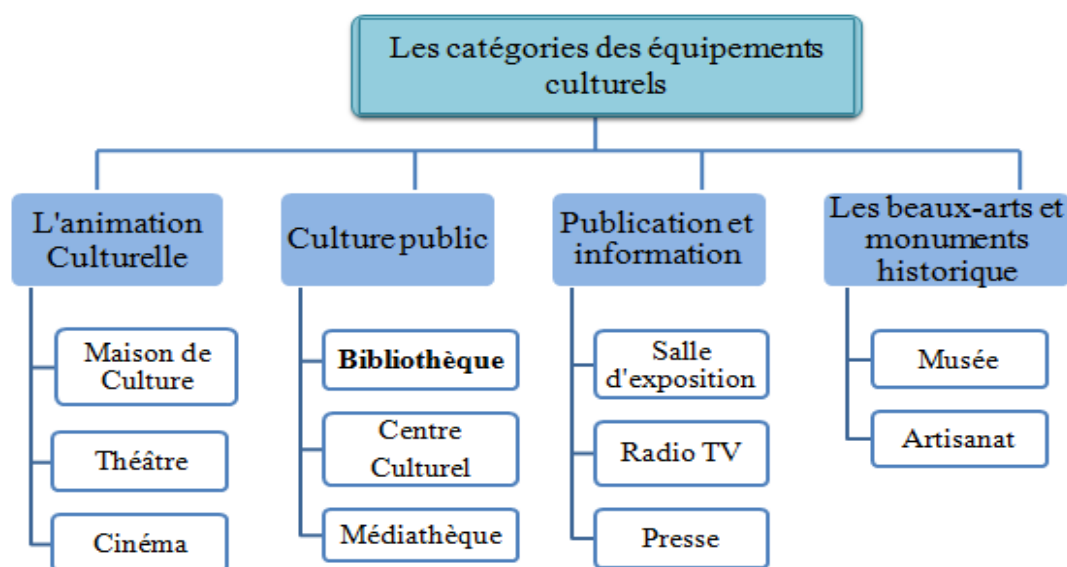 Les catégories des équipements
culturels
L'animation
Culturelle
Maison de
Culture
Théâtre
Cinéma
Culture public
Bibliothèque
Centre
Culturel
Médiathèque
Publication et
information
Salle
d'exposition
Radio TV
Presse
Les beaux-arts et
monuments
historique
Musée
Artisanat